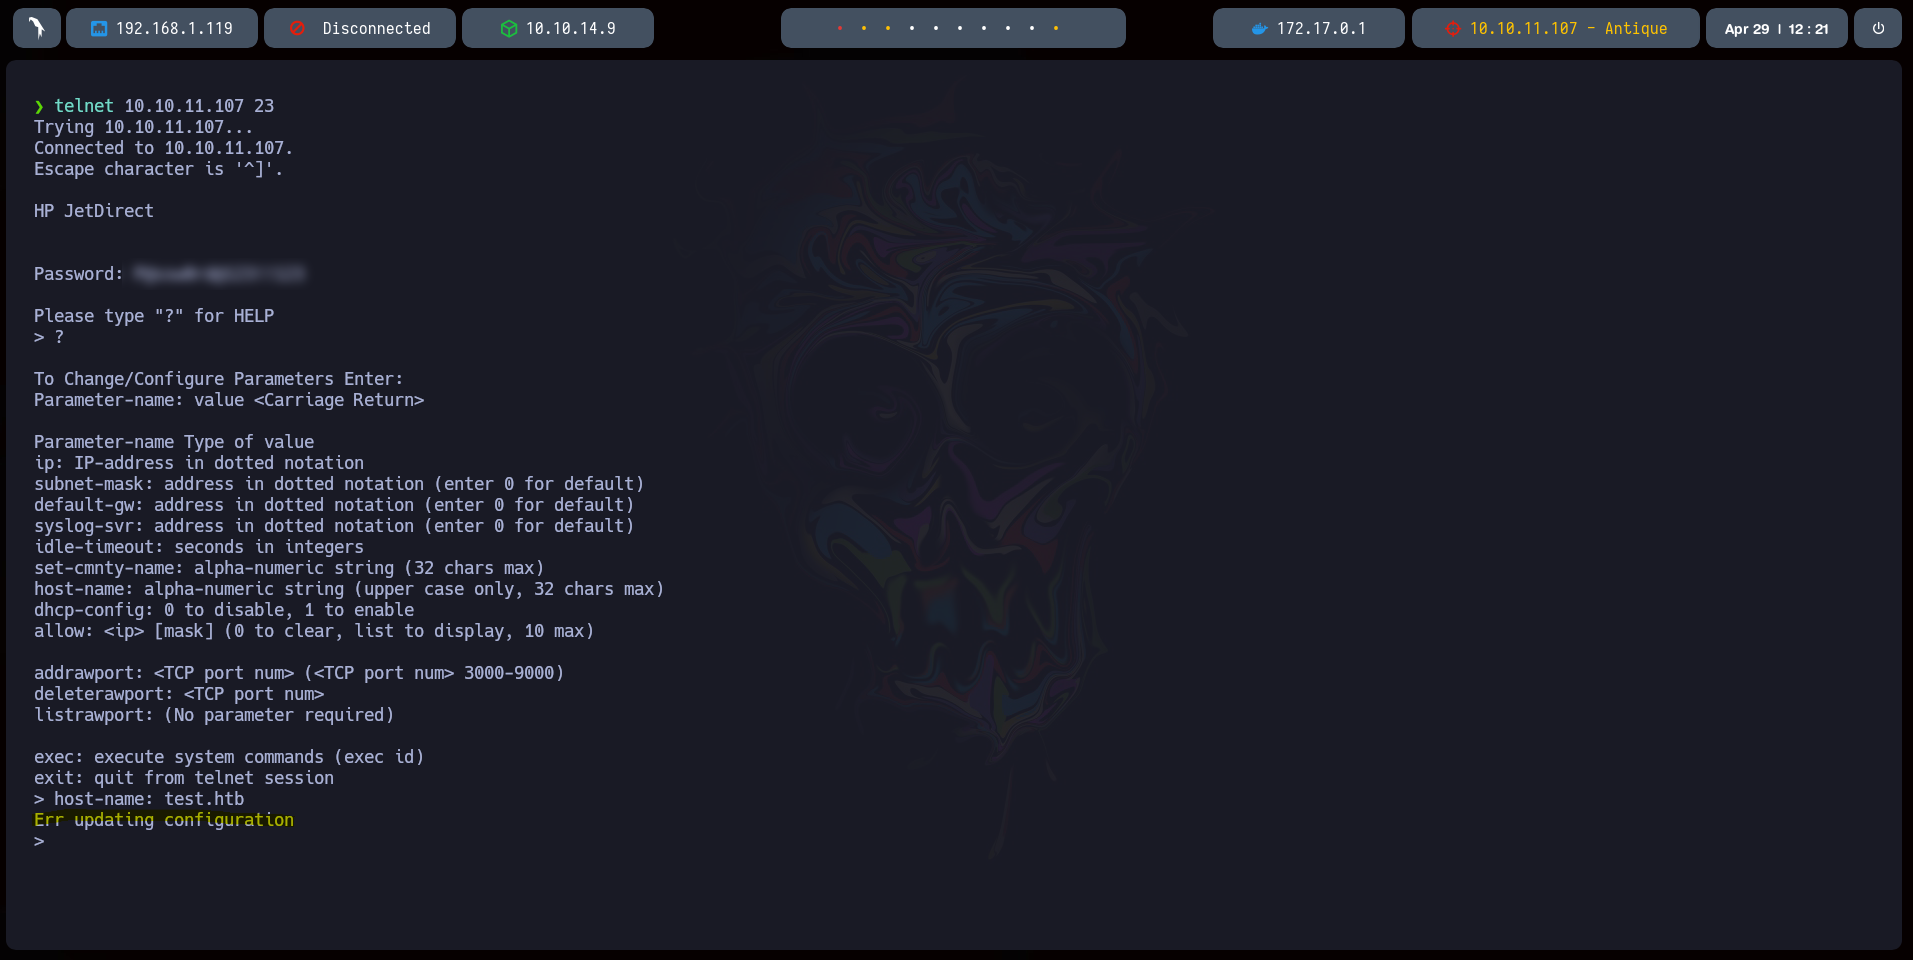 192.168.1.119 Disconnected 10.10.14.9 172.17.0.1 10.10.11.107 - Antique Apr 29 | 12 : 21
❯ telnet 10.10.11.107 23
Trying 10.10.11.107...
Connected to 10.10.11.107.
Escape character is '^]'.
HP JetDirect
Password:
Please type "?" for HELP
> ?
To Change/Configure Parameters Enter:
Parameter-name: value <Carriage Return>
Parameter-name Type of value
ip: IP-address in dotted notation
subnet-mask: address in dotted notation (enter 0 for default)
default-gw: address in dotted notation (enter 0 for default)
syslog-svr: address in dotted notation (enter 0 for default)
idle-timeout: seconds in integers
set-cmnty-name: alpha-numeric string (32 chars max)
host-name: alpha-numeric string (upper case only, 32 chars max)
dhcp-config: 0 to disable, 1 to enable
allow: <ip> [mask] (0 to clear, list to display, 10 max)
addrawport: <TCP port num> (<TCP port num> 3000-9000)
deleterawport: <TCP port num>
listrawport: (No parameter required)
exec: execute system commands (exec id)
exit: quit from telnet session
> host-name: test.htb
Err updating configuration
>